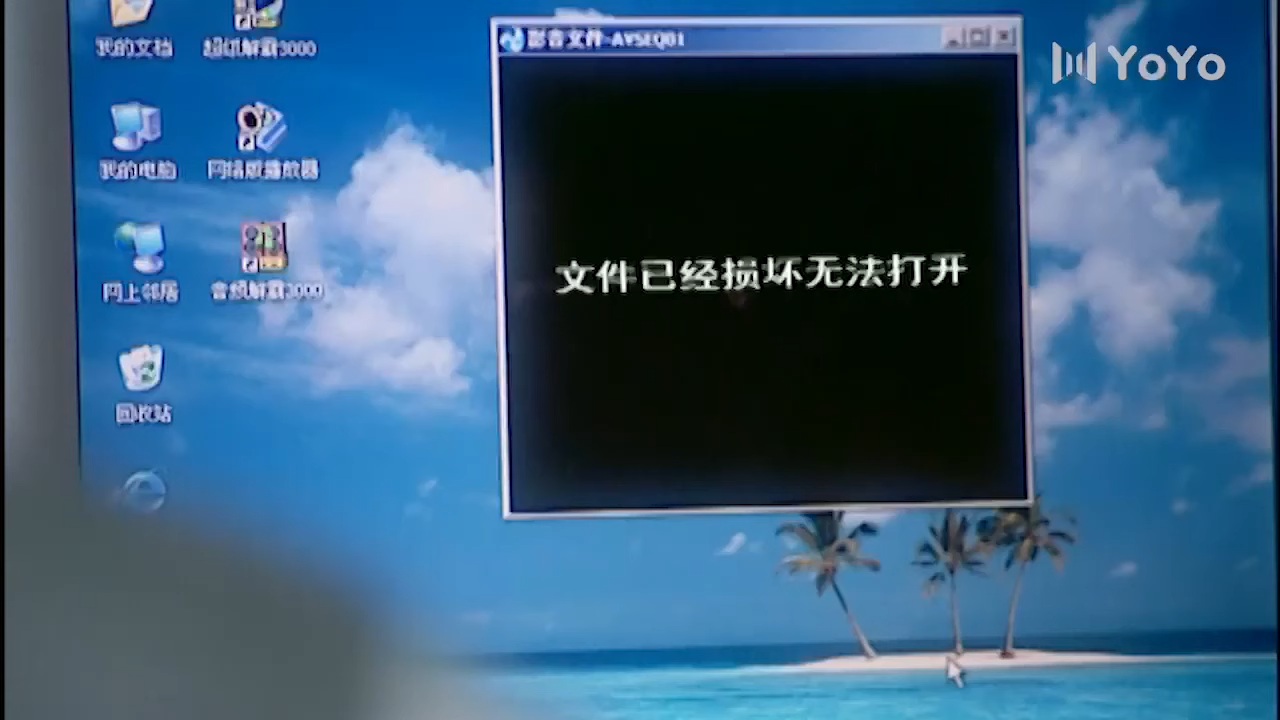 我的文档
超级解霸3000
影音文件-AVSEQ01
YoYo
我的电脑
网络版播放器
文件已经损坏无法打开
网上邻居
音频解霸3000
回收站